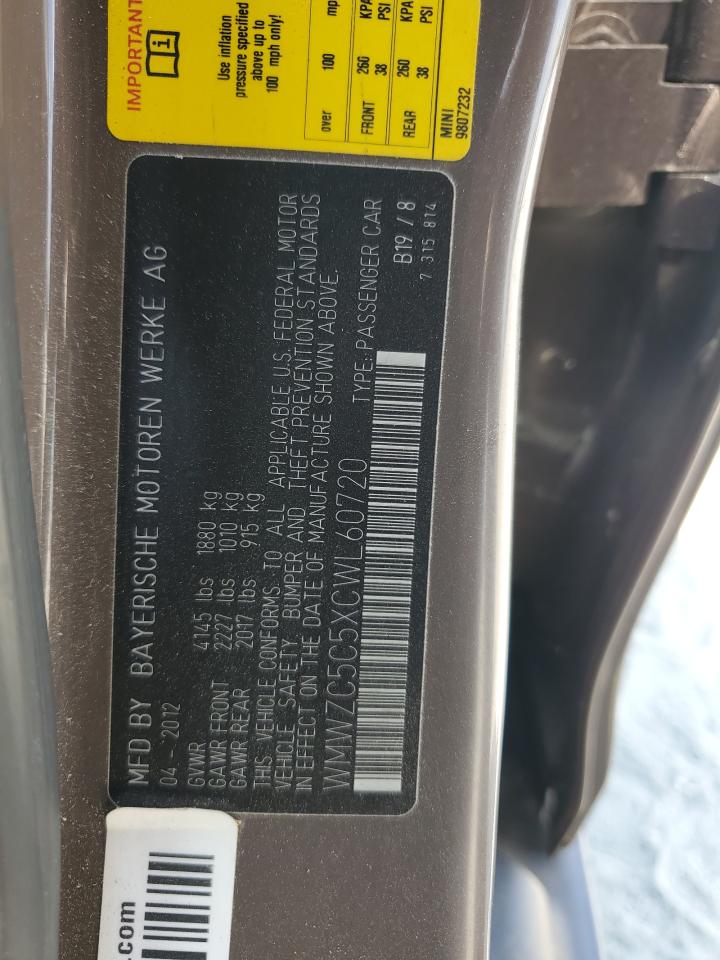 IMPORTANT
Use inflation
pressure specified
above up to
100 mph only!
over 100 mp
KPA
FRONT 260
38 PSI
KPA
REAR 260
38 PSI
MINI
9807232
MFD BY BAYERISCHE MOTOREN WERKE AG
04 - 2012
GVWR 4145 lbs 1880 kg
GAWR FRONT 2227 lbs 1010 kg
GAWR REAR 2017 lbs 915 kg
THIS VEHICLE CONFORMS TO ALL APPLICABLE U.S. FEDERAL MOTOR
VEHICLE SAFETY, BUMPER AND THEFT PREVENTION STANDARDS
IN EFFECT ON THE DATE OF MANUFACTURE SHOWN ABOVE.
WMWZC5C5XCWL60720 TYPE: PASSENGER CAR
B19 / 8
7 315 814
.com